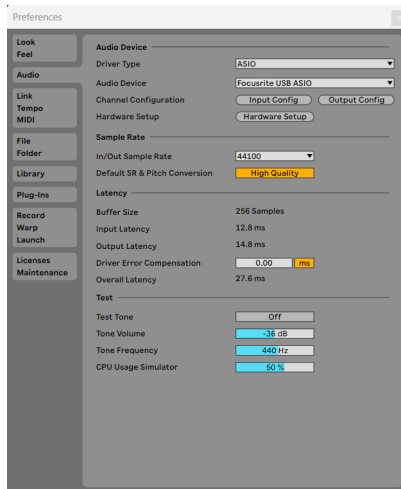 Preferences
Look
Feel
Audio
Link
Tempo
MIDI
File
Folder
Library
Plug-Ins
Record
Warp
Launch
Licenses
Maintenance
Audio Device
Driver Type ASIO
Audio Device Focusrite USB ASIO
Channel Configuration Input Config Output Config
Hardware Setup Hardware Setup
Sample Rate
In/Out Sample Rate 44100
Default SR & Pitch Conversion High Quality
Latency
Buffer Size 256 Samples
Input Latency 12.8 ms
Output Latency 14.8 ms
Driver Error Compensation 0.00 ms
Overall Latency 27.6 ms
Test
Test Tone Off
Tone Volume -36 dB
Tone Frequency 440 Hz
CPU Usage Simulator 50 %